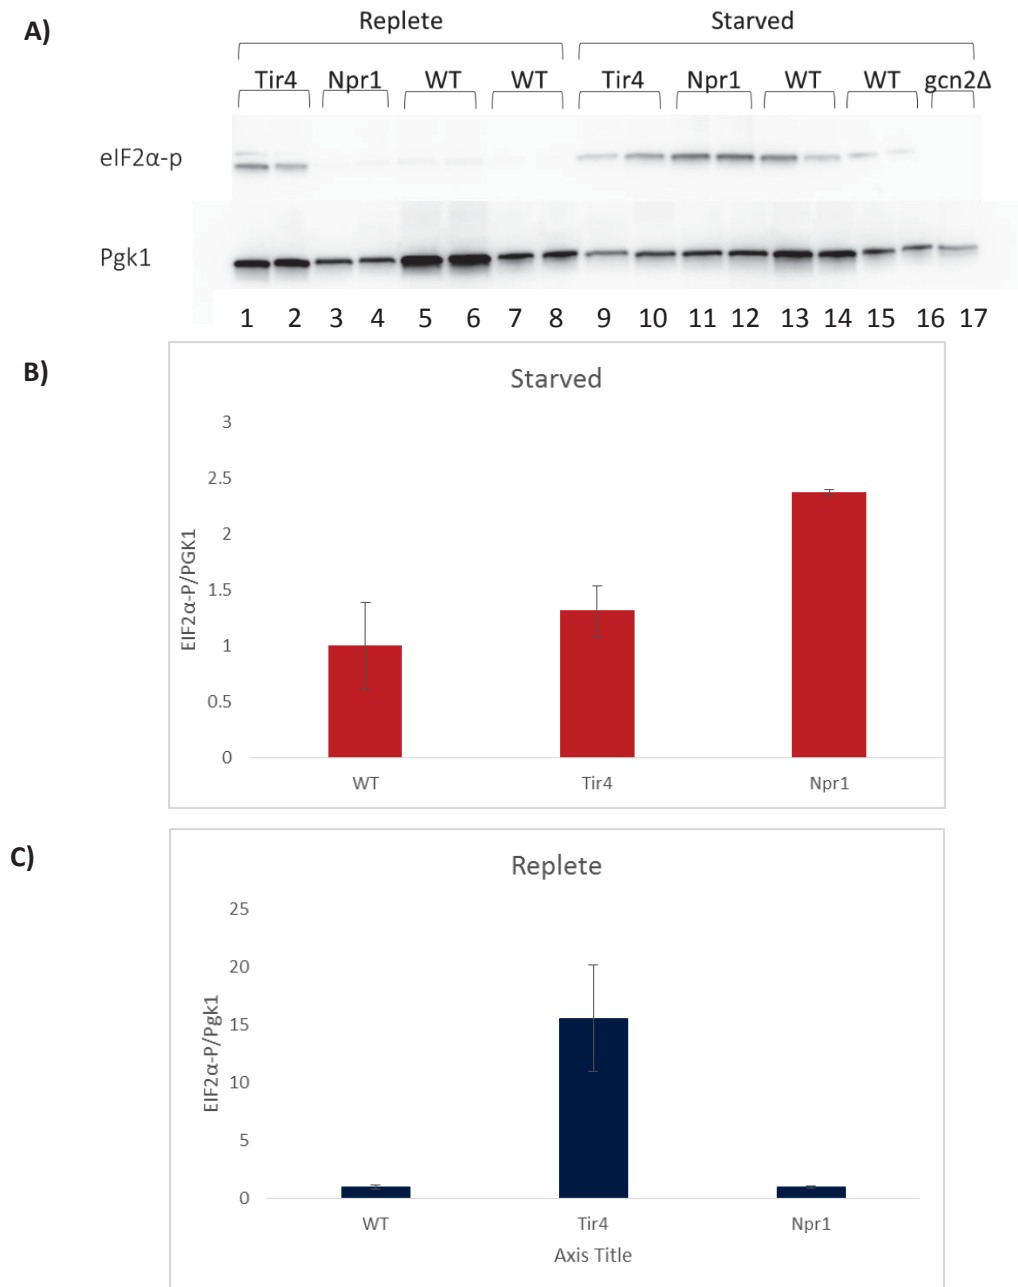 A)
Replete Starved
Tir4 Npr1 WT WT Tir4 Npr1 WT WT gcn2Δ
eIF2α-p
Pgk1
1 2 3 4 5 6 7 8 9 10 11 12 13 14 15 16 17
B)
Starved
3
2.5
2
1.5
1
0.5
0
EIF2α-P/PGK1
WT Tir4 Npr1
C)
Replete
25
20
15
10
5
0
EIF2α-P/Pgk1
WT Tir4 Npr1
Axis Title